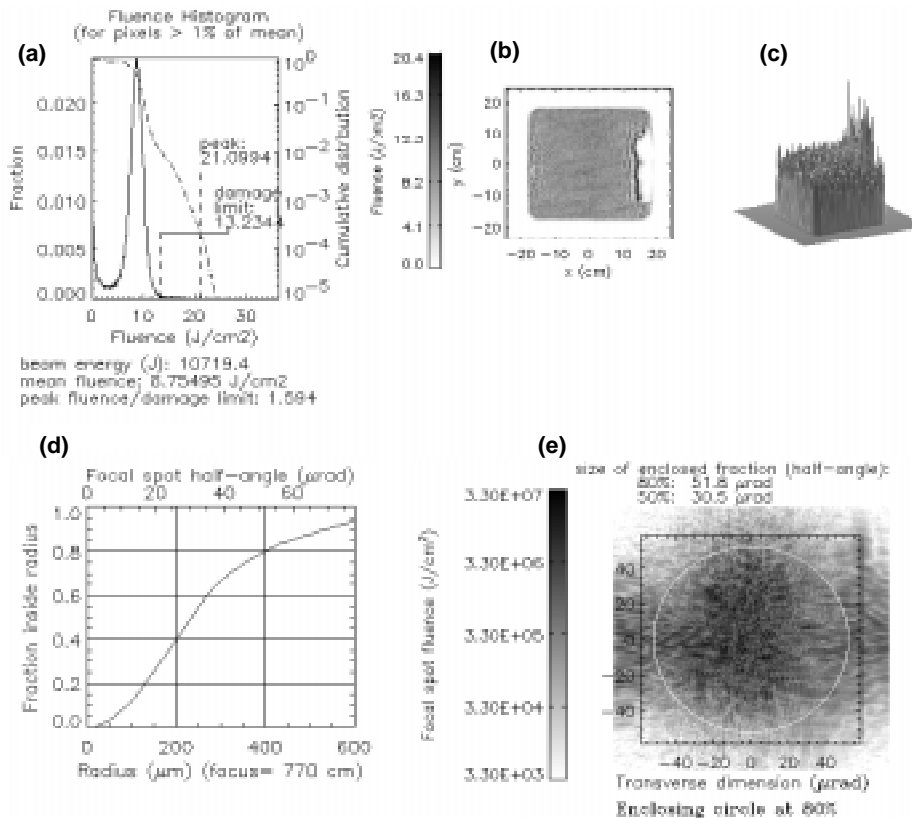 Fluence Histogram
(for pixels > 1% of mean)
(a)
(b)
(c)
0.020
0.015
0.010
0.005
0.000
Fraction
10^0
10^-1
10^-2
10^-3
10^-4
10^-5
Cumulative distribution
peak:
21.0994
damage
limit:
13.2344
0 10 20 30
Fluence (J/cm2)
beam energy (J): 10719.4
mean fluence: 8.75495 J/cm2
peak fluence/damage limit: 1.594
20.4
16.3
8.2
4.1
0.0
Fluence (J/cm2)
20
10
0
-10
-20
y (cm)
-20 -10 0 10 20
x (cm)
(d)
Focal spot half-angle (μrad)
0 20 40 60
1.0
0.8
0.6
0.4
0.2
0.0
Fraction inside radius
0 200 400 600
Radius (μm) (focus= 770 cm)
(e)
size of enclosed fraction (half-angle):
80%: 51.8 μrad
50%: 30.5 μrad
3.30E+07
3.30E+06
3.30E+05
3.30E+04
3.30E+03
Focal spot fluence (J/cm²):
40
20
0
-20
-40
-40 -20 0 20 40
Transverse dimension (μrad)
Enclosing circle at 80%